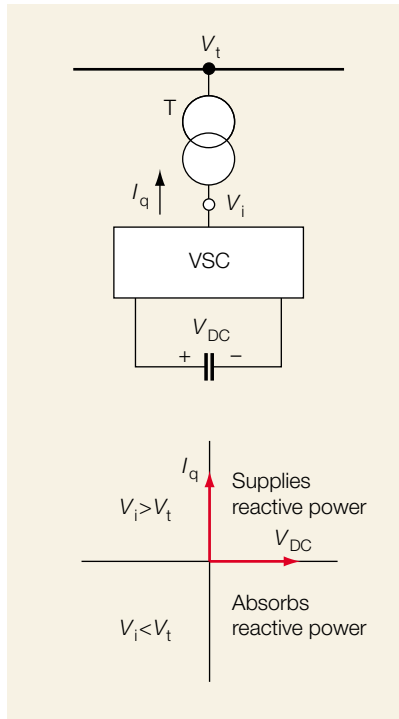 Vt
T
Iq
Vi
VSC
VDC
+ −
Iq
Supplies
reactive power
Vi>Vt
VDC
Absorbs
reactive power
Vi<Vt